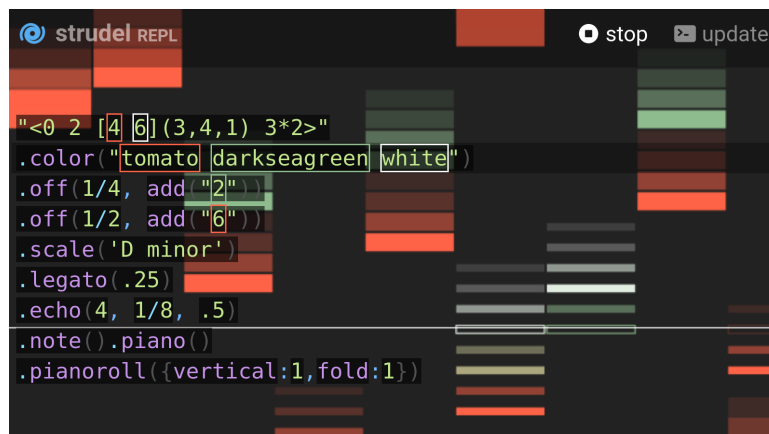 strudel REPL stop update
"<0 2 [4 6](3,4,1) 3*2>"
.color("tomato darkseagreen white")
.off(1/4, add("2"))
.off(1/2, add("6"))
.scale('D minor')
.legato(.25)
.echo(4, 1/8, .5)
.note().piano()
.pianoroll({vertical:1,fold:1})